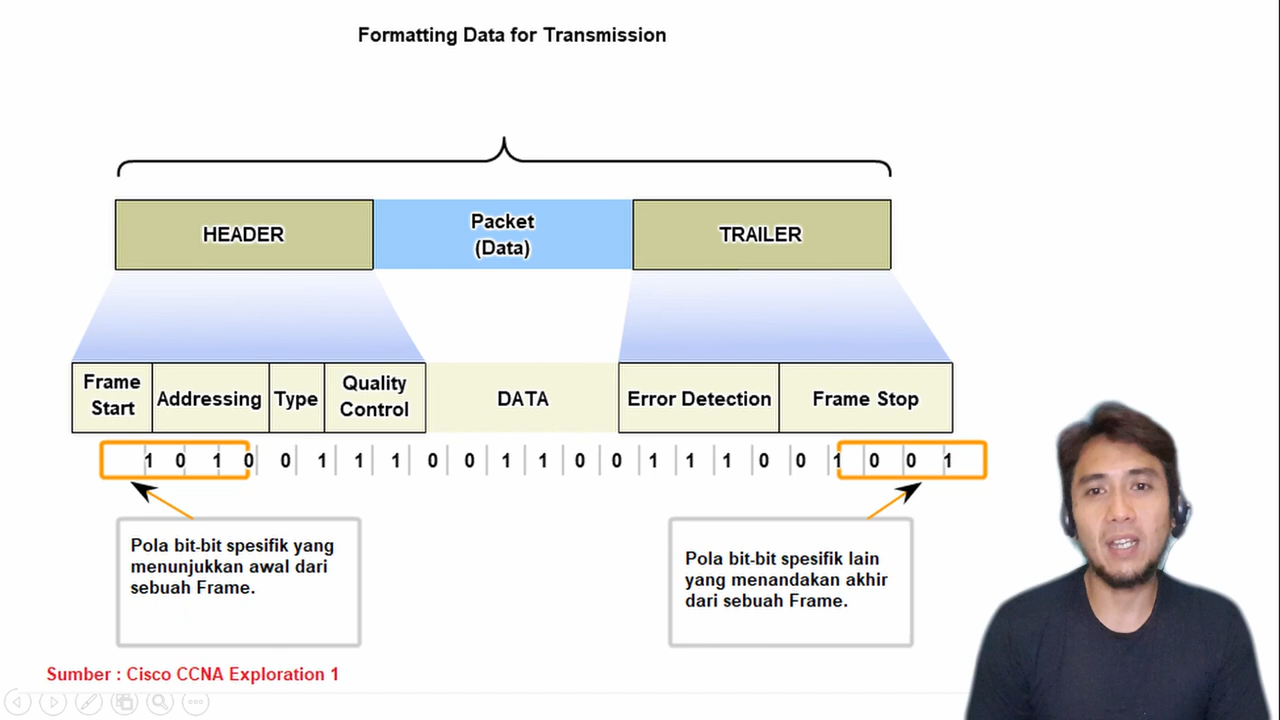 Formatting Data for Transmission
HEADER
Packet
(Data)
TRAILER
Frame
Start
Addressing
Type
Quality
Control
DATA
Error Detection
Frame Stop
1 0 1 0 0 1 1 1 0 0 1 1 0 0 1 1 1 0 0 1 0 0 1
Pola bit-bit spesifik yang
menunjukkan awal dari
sebuah Frame.
Pola bit-bit spesifik lain
yang menandakan akhir
dari sebuah Frame.
Sumber : Cisco CCNA Exploration 1